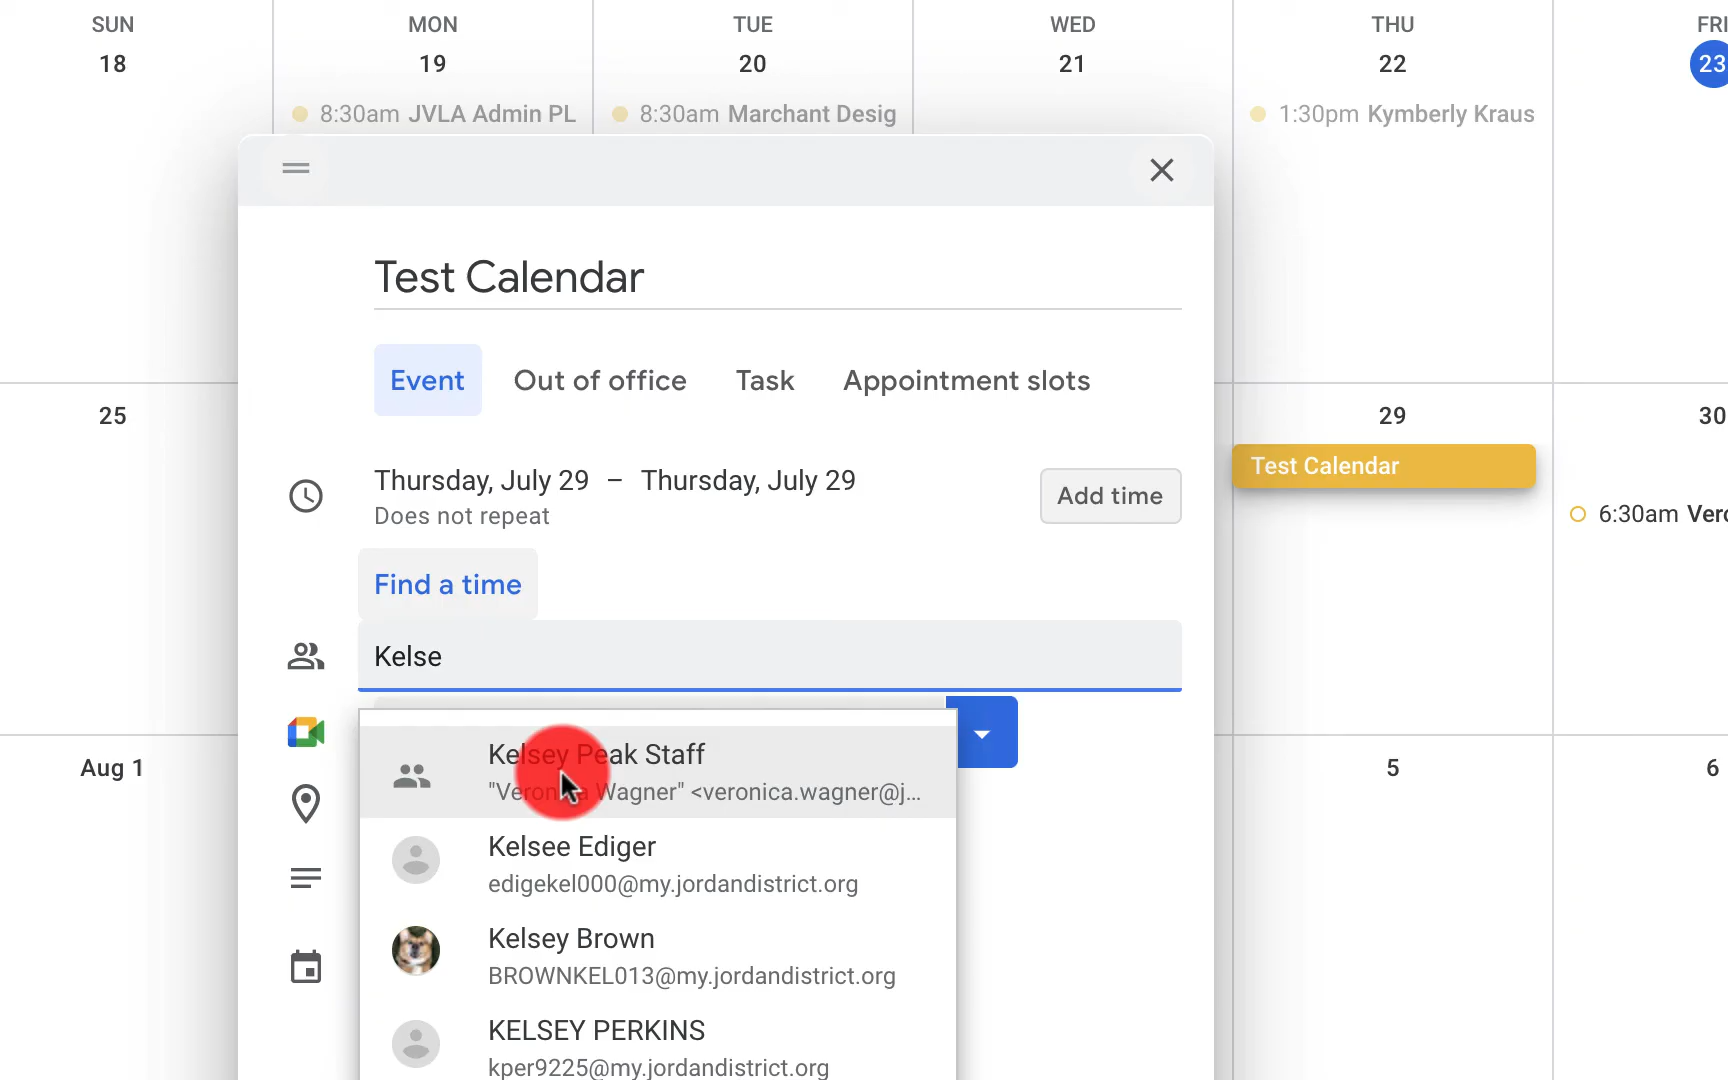 SUN MON TUE WED THU FRI
18 19 20 21 22 23
8:30am JVLA Admin PL
8:30am Marchant Desig
1:30pm Kymberly Kraus
Test Calendar
Event Out of office Task Appointment slots
25 29 30
Thursday, July 29 – Thursday, July 29
Does not repeat
Add time
Test Calendar
6:30am Vero
Find a time
Kelse
Kelsey Peak Staff
"Veronica Wagner" <veronica.wagner@j...
Aug 1 5 6
Kelsee Ediger
edigekel000@my.jordandistrict.org
Kelsey Brown
BROWNKEL013@my.jordandistrict.org
KELSEY PERKINS
kper9225@my.jordandistrict.org